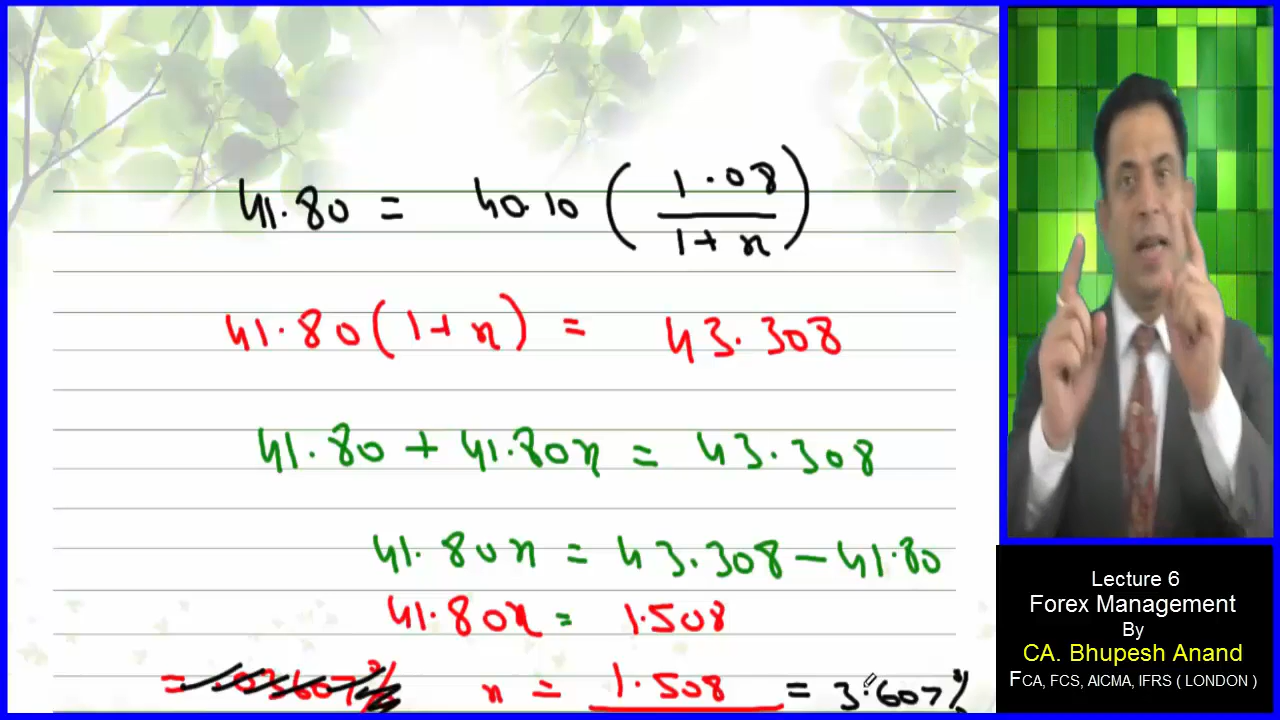 41.80 = 40.10 ( 1.08 / 1 + x )
41.80 ( 1 + x ) = 43.308
41.80 + 41.80x = 43.308
41.80x = 43.308 - 41.80
41.80x = 1.508
= .03607% x = 1.508 = 3.607%
Lecture 6
Forex Management
By
CA. Bhupesh Anand
FCA, FCS, AICMA, IFRS ( LONDON )